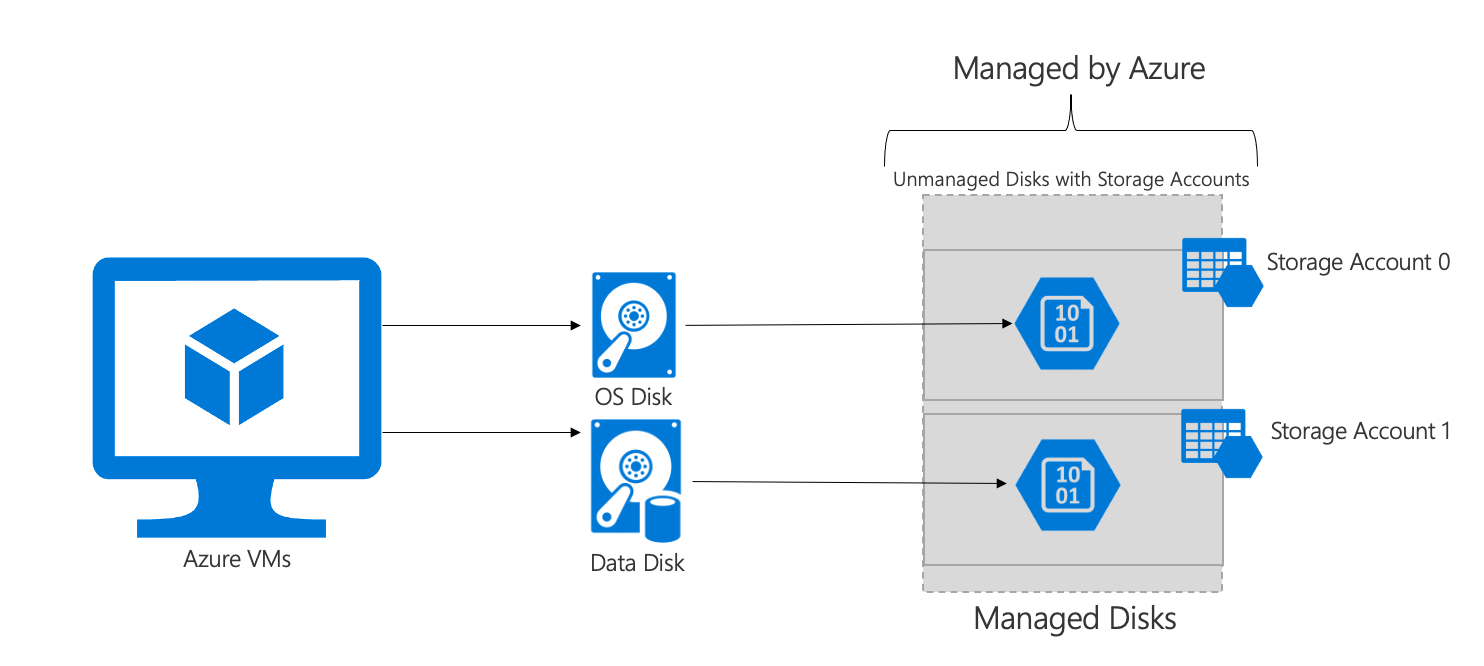 Managed by Azure
Unmanaged Disks with Storage Accounts
Storage Account 0
10
01
OS Disk
Storage Account 1
10
01
Azure VMs
Data Disk
Managed Disks